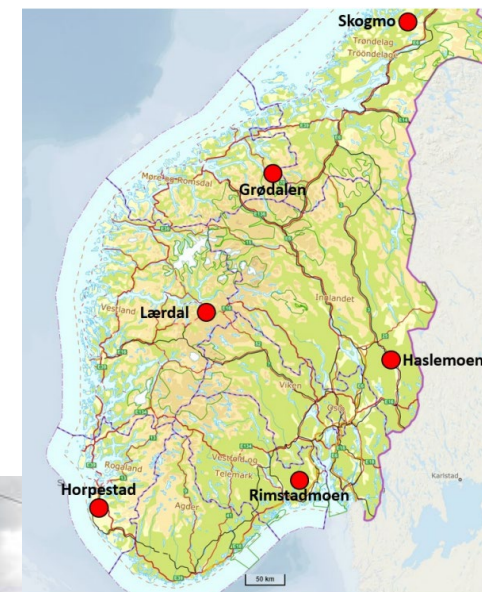 Skogmo
Trøndelag
Trööndelage
Møre og Romsdal
Grødalen
Innlandet
Vestland
Lærdal
Haslemoen
Viken
Oslo
Vestfold og
Telemark
Rogaland
Agder
Horpestad
Rimstadmoen
Karlstad
50 km